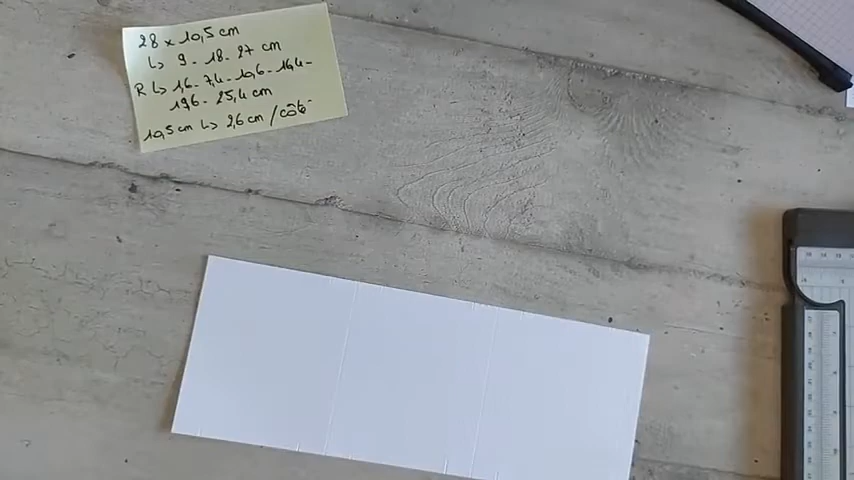 28 x 10,5 cm
↳ 9 - 18 - 27 cm
R ↳ 1,6 - 7,4 - 10,6 - 16,4 -
19,6 - 25,4 cm
10,5 cm ↳ 2,6 cm / côté